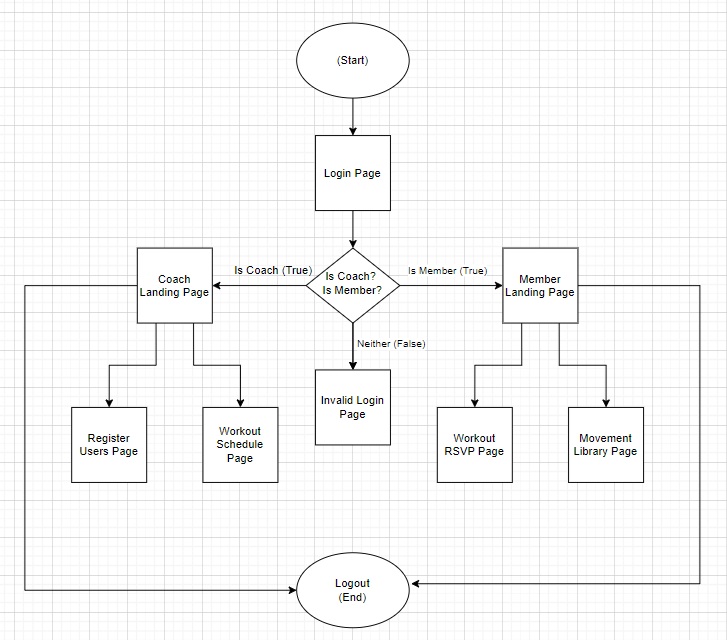 (Start)
Login Page
Is Coach (True)
Is Coach?
Is Member?
Is Member (True)
Coach
Landing Page
Member
Landing Page
Neither (False)
Register
Users Page
Workout
Schedule
Page
Invalid Login
Page
Workout
RSVP Page
Movement
Library Page
Logout
(End)